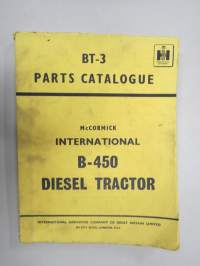 BT-3
PARTS CATALOGUE
McCORMICK
INTERNATIONAL
B-450
DIESEL TRACTOR
INTERNATIONAL HARVESTER COMPANY OF GREAT BRITAIN LIMITED